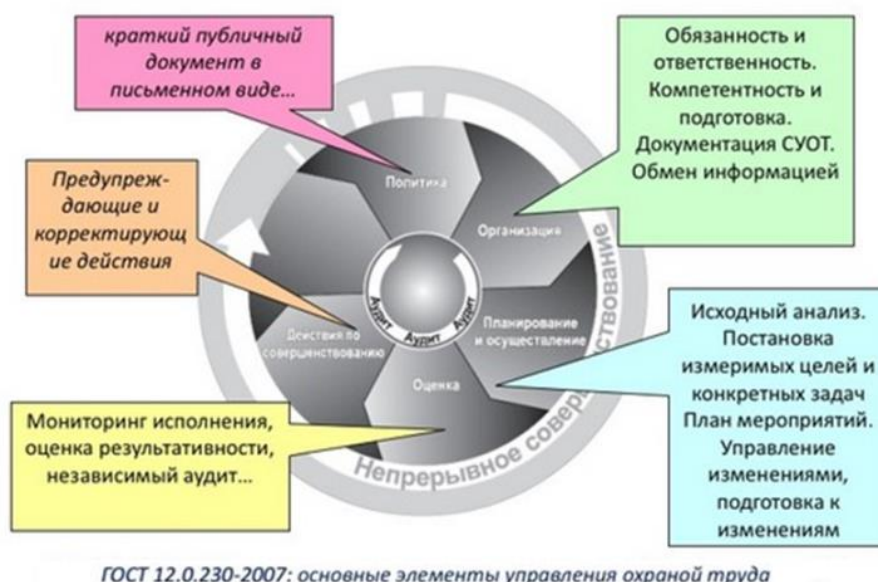 краткий публичный
документ в
письменном виде...
Обязанность и
ответственность.
Компетентность и
подготовка.
Документация СУОТ.
Обмен информацией
Предупреж-
дающие и
корректирующ
ие действия
Политика
Организация
Планирование
и осуществление
Оценка
Действия по
совершенствованию
Аудит
Аудит
Аудит
Непрерывное совершенствование
Исходный анализ.
Постановка
измеримых целей и
конкретных задач
План мероприятий.
Управление
изменениями,
подготовка к
изменениям
Мониторинг исполнения,
оценка результативности,
независимый аудит...
ГОСТ 12.0.230-2007: основные элементы управления охраной труда